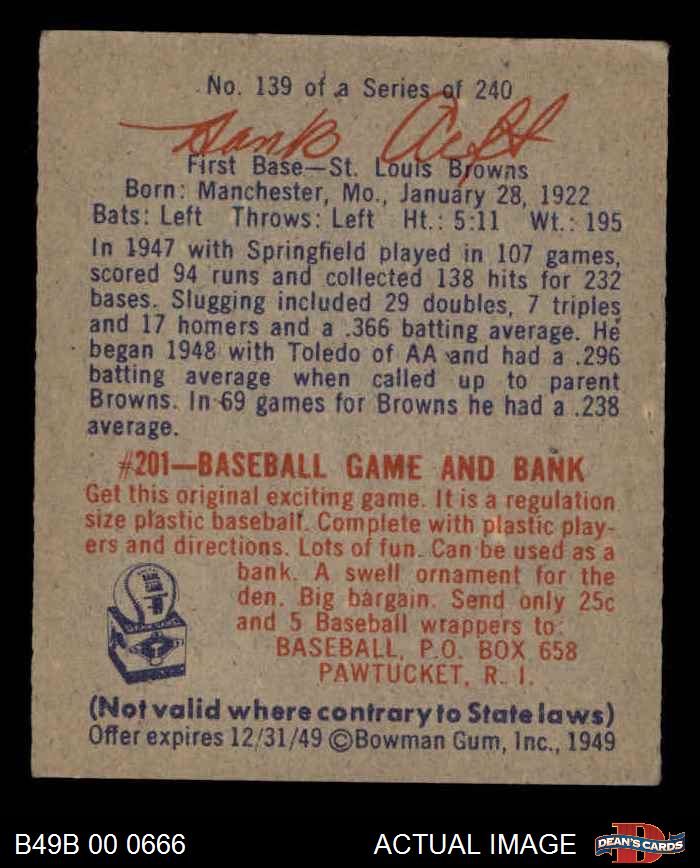 No. 139 of a Series of 240
Hank Arft
First Base—St. Louis Browns
Born: Manchester, Mo., January 28, 1922
Bats: Left Throws: Left Ht.: 5:11 Wt.: 195
In 1947 with Springfield played in 107 games,
scored 94 runs and collected 138 hits for 232
bases. Slugging included 29 doubles, 7 triples
and 17 homers and a .366 batting average. He
began 1948 with Toledo of AA and had a .296
batting average when called up to parent
Browns. In 69 games for Browns he had a .238
average.
#201—BASEBALL GAME AND BANK
Get this original exciting game. It is a regulation
size plastic baseball. Complete with plastic play-
ers and directions. Lots of fun. Can be used as a
bank. A swell ornament for the
den. Big bargain. Send only 25c
and 5 Baseball wrappers to:
BASEBALL, P.O. BOX 658
PAWTUCKET, R. I.
(Not valid where contrary to State laws)
Offer expires 12/31/49 ©Bowman Gum, Inc., 1949
B49B 00 0666 ACTUAL IMAGE DEAN'S CARDS